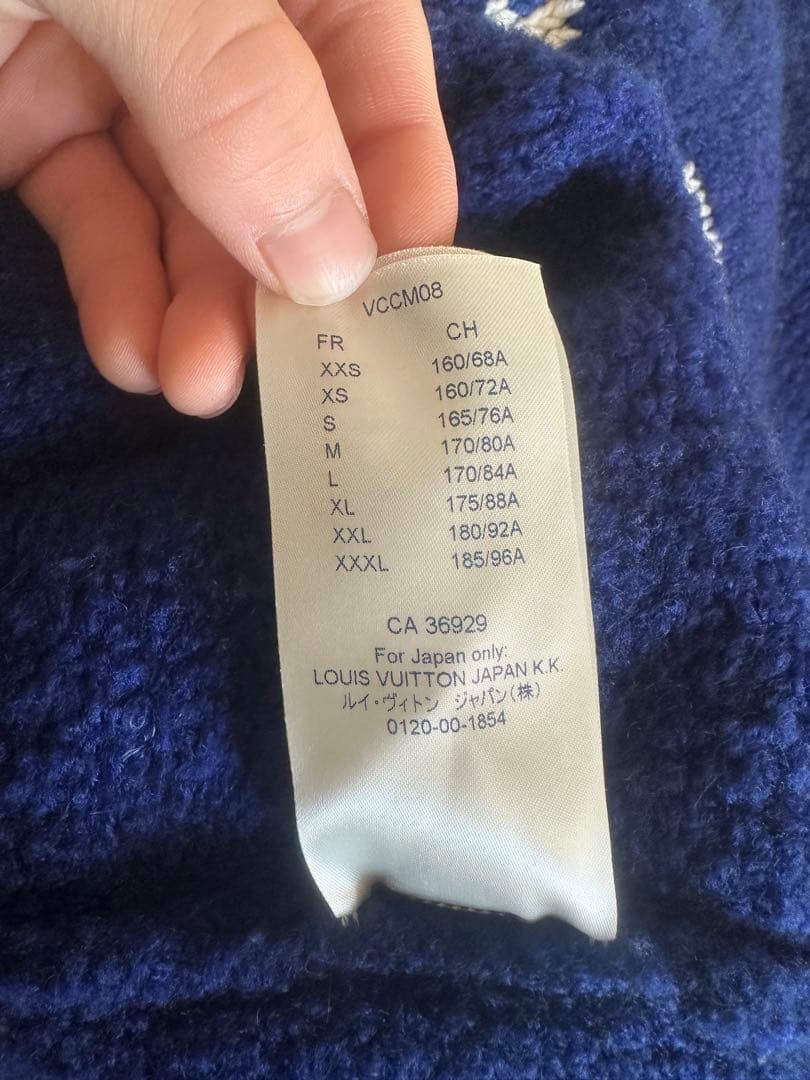 VCCM08
FR CH
XXS 160/68A
XS 160/72A
S 165/76A
M 170/80A
L 170/84A
XL 175/88A
XXL 180/92A
XXXL 185/96A
CA 36929
For Japan only:
LOUIS VUITTON JAPAN K.K.
ルイ・ヴィトン ジャパン(株)
0120-00-1854